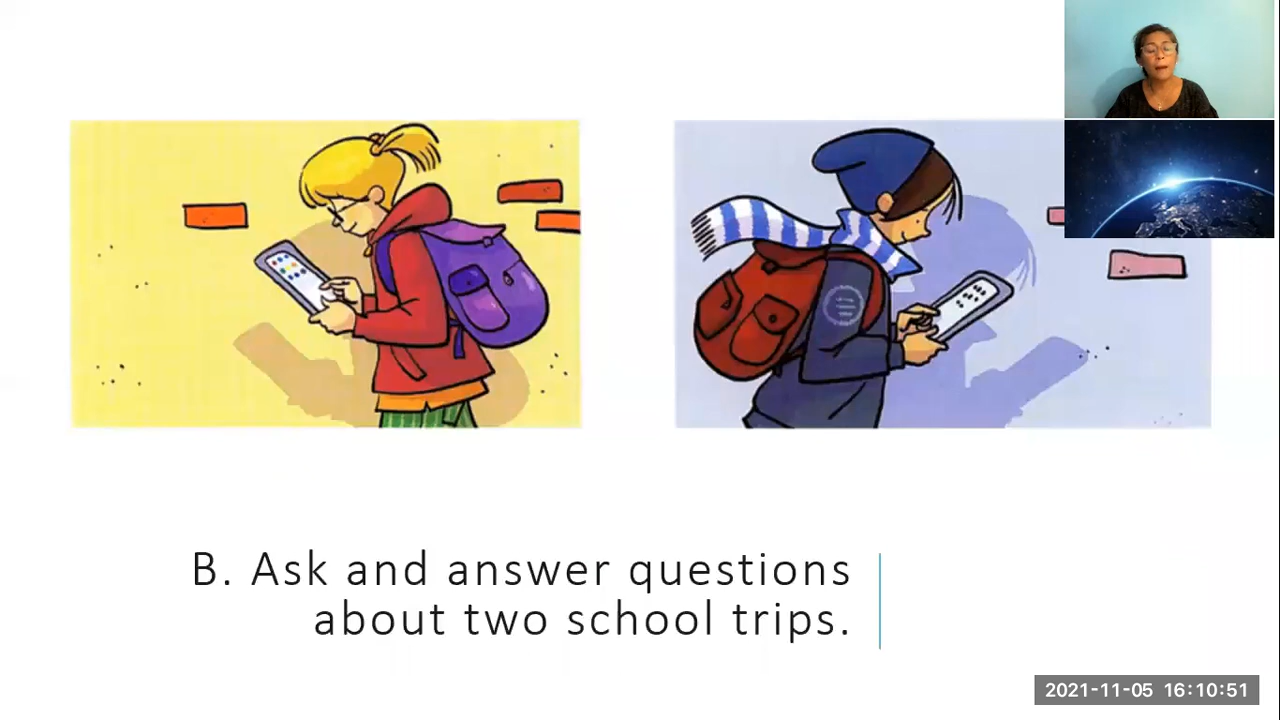 B. Ask and answer questions
about two school trips.
2021-11-05 16:10:51